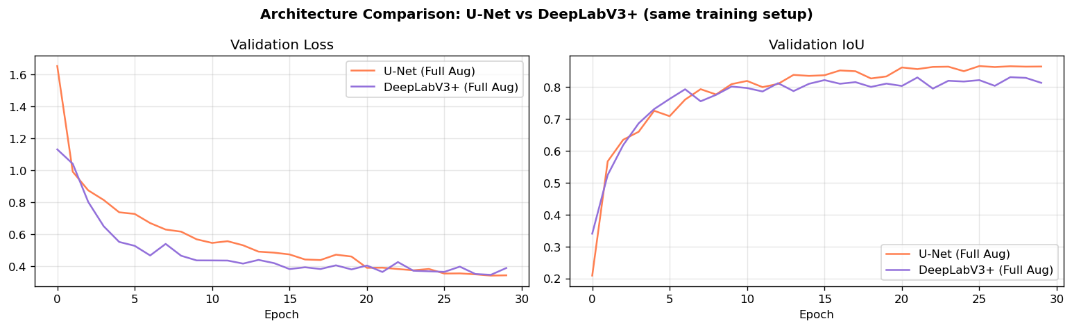 Architecture Comparison: U-Net vs DeepLabV3+ (same training setup)
Validation Loss
1.6
1.4
1.2
1.0
0.8
0.6
0.4
0 5 10 15 20 25 30
Epoch
U-Net (Full Aug)
DeepLabV3+ (Full Aug)
Validation IoU
0.8
0.7
0.6
0.5
0.4
0.3
0.2
0 5 10 15 20 25 30
Epoch
U-Net (Full Aug)
DeepLabV3+ (Full Aug)